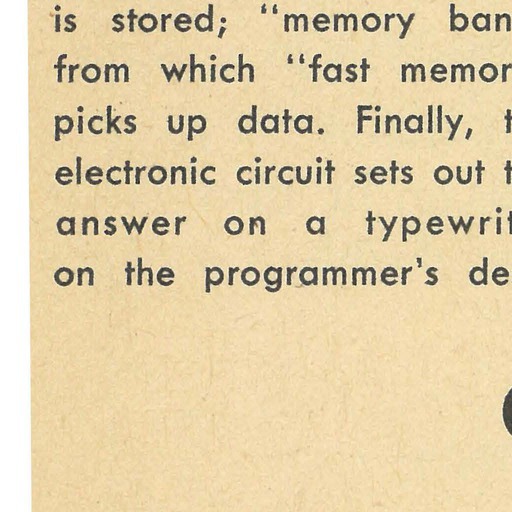 is stored; “memory ban
from which “fast memor
picks up data. Finally, t
electronic circuit sets out t
answer on a typewrit
on the programmer's de